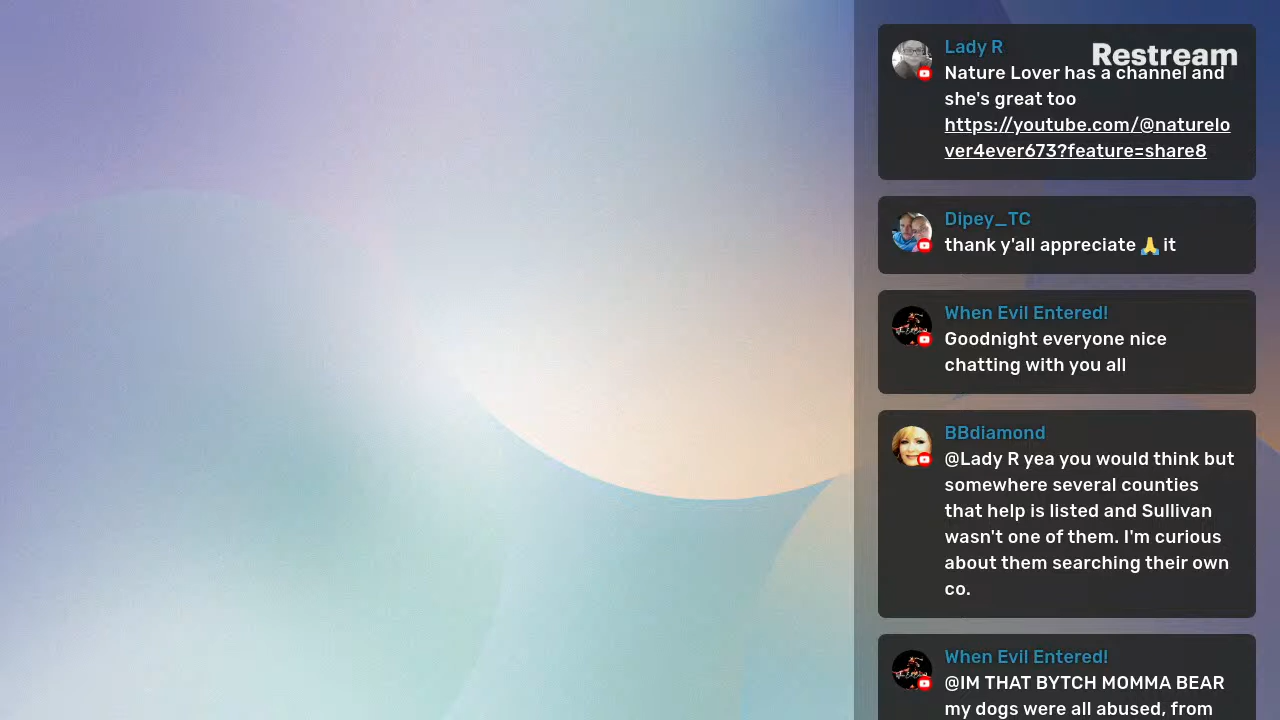 Lady R
Restream
Nature Lover has a channel and
she's great too
https://youtube.com/@naturelo
ver4ever673?feature=share8
Dipey_TC
thank y'all appreciate 🙏 it
When Evil Entered!
Goodnight everyone nice
chatting with you all
BBdiamond
@Lady R yea you would think but
somewhere several counties
that help is listed and Sullivan
wasn't one of them. I'm curious
about them searching their own
co.
When Evil Entered!
@IM THAT BYTCH MOMMA BEAR
my dogs were all abused, from